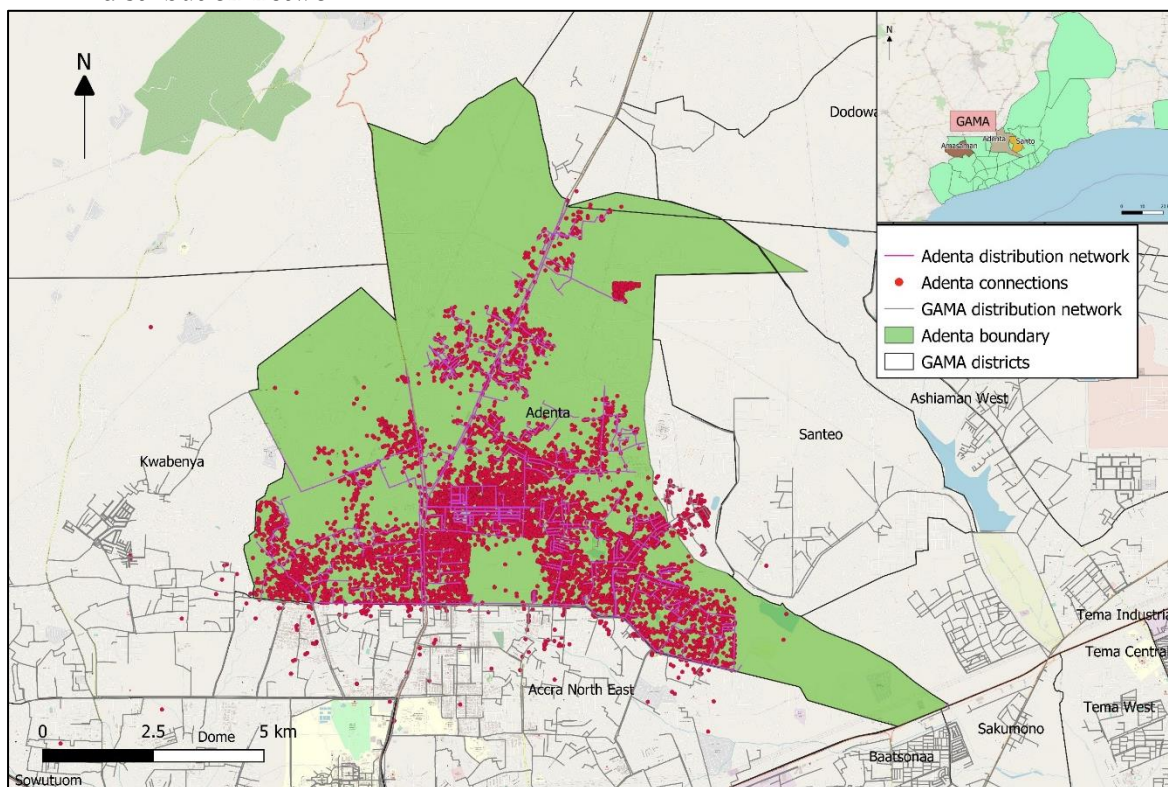 N
Dodowa
Kwabenya
Adenta
Santeo
Ashiaman West
Accra North East
Tema Industria
Tema Central
Tema West
Sakumono
Baatsonaa
Dome
Sowutuom
0 2.5 5 km
N
GAMA
Adenta
Santo
Amasaman
Adenta distribution network
Adenta connections
GAMA distribution network
Adenta boundary
GAMA districts